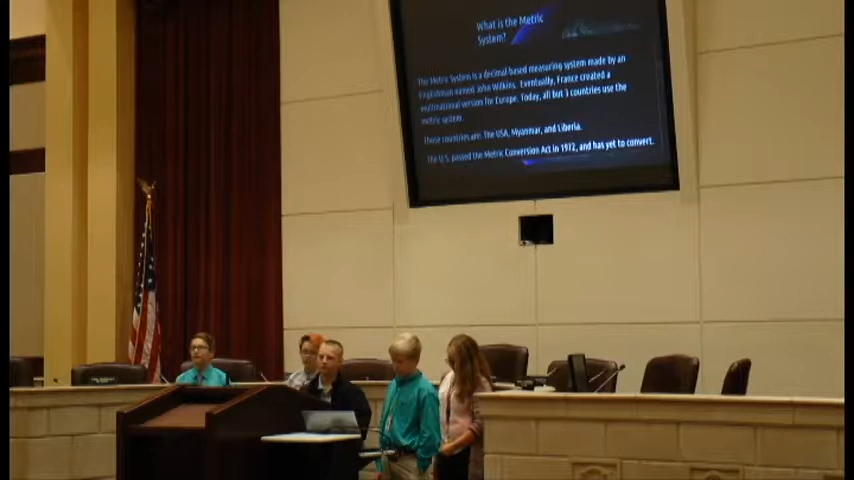 What is the Metric
System?
The Metric System is a decimal-based measuring system made by an
Englishman named John Wilkins. Eventually, France created a
multinational version for Europe. Today, all but 3 countries use the
metric system.
Those countries are: The USA, Myanmar, and Liberia.
The U.S. passed the Metric Conversion Act in 1972, and has yet to convert.